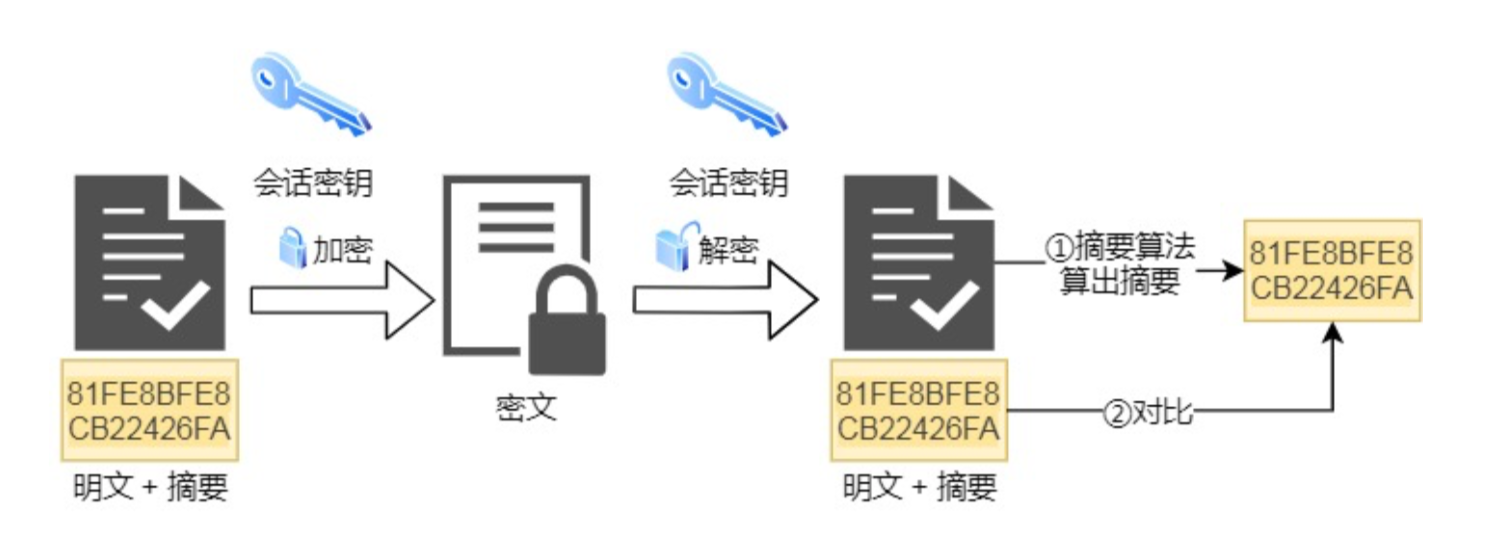 会话密钥
加密
会话密钥
解密
81FE8BFE8
CB22426FA
明文 + 摘要
密文
81FE8BFE8
CB22426FA
明文 + 摘要
①摘要算法
算出摘要
81FE8BFE8
CB22426FA
②对比